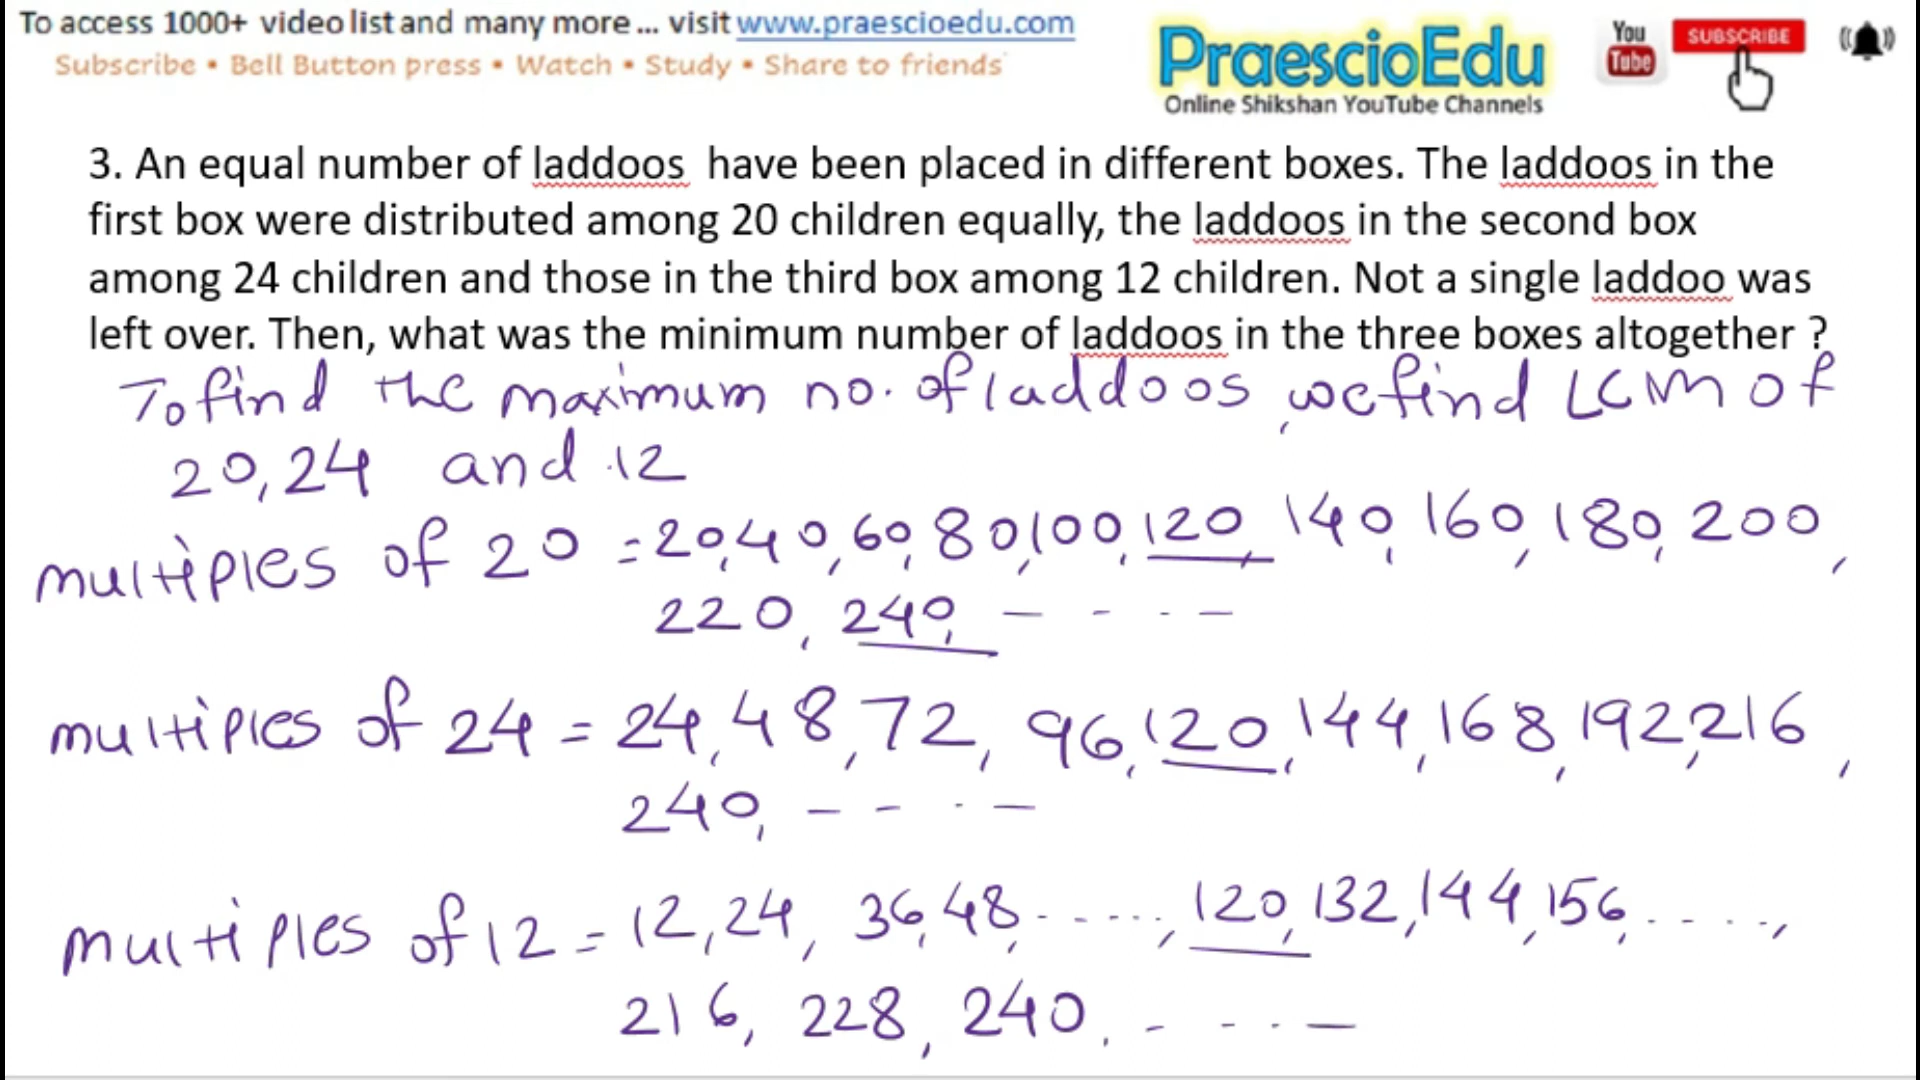 To access 1000+ video list and many more ... visit www.praescioedu.com
Subscribe • Bell Button press • Watch • Study • Share to friends
PraescioEdu
Online Shikshan YouTube Channels
You
Tube
SUBSCRIBE
3. An equal number of laddoos have been placed in different boxes. The laddoos in the
first box were distributed among 20 children equally, the laddoos in the second box
among 24 children and those in the third box among 12 children. Not a single laddoo was
left over. Then, what was the minimum number of laddoos in the three boxes altogether ?
To find the maximum no. of laddoos, we find LCM of
20, 24 and 12
multiples of 20 = 20, 40, 60, 80, 100, 120, 140, 160, 180, 200,
220, 240, - - - -
multiples of 24 = 24, 48, 72, 96, 120, 144, 168, 192, 216,
240, - - - -
multiples of 12 = 12, 24, 36, 48, ....., 120, 132, 144, 156, ....,
216, 228, 240, - - - -